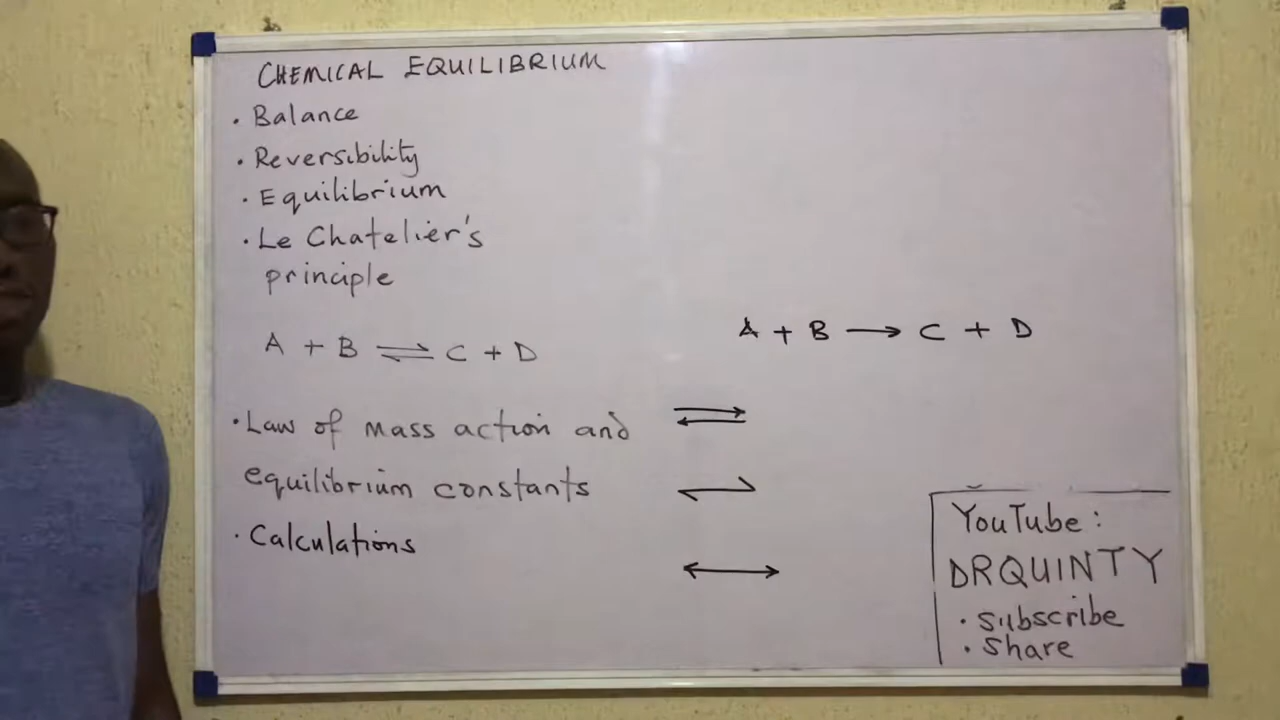 CHEMICAL EQUILIBRIUM
· Balance
· Reversibility
· Equilibrium
· Le Chatelier's
principle
A + B ⇌ C + D
A + B → C + D
· Law of mass action and
equilibrium constants
· Calculations
⇄
⇌
↔
YouTube:
DRQUINTY
· Subscribe
· Share